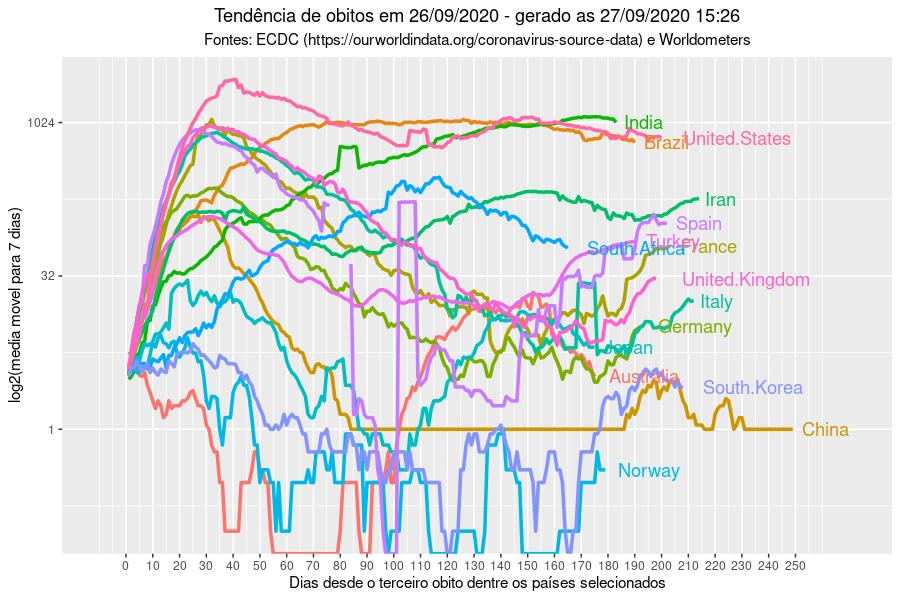 Tendência de obitos em 26/09/2020 - gerado as 27/09/2020 15:26
Fontes: ECDC (https://ourworldindata.org/coronavirus-source-data) e Worldometers
log2(media movel para 7 dias)
1024
32
1
India
Brazil
United.States
Iran
Spain
Turkey
France
South.Africa
United.Kingdom
Italy
Germany
Japan
Australia
South.Korea
China
Norway
0 10 20 30 40 50 60 70 80 90 100 110 120 130 140 150 160 170 180 190 200 210 220 230 240 250
Dias desde o terceiro obito dentre os países selecionados